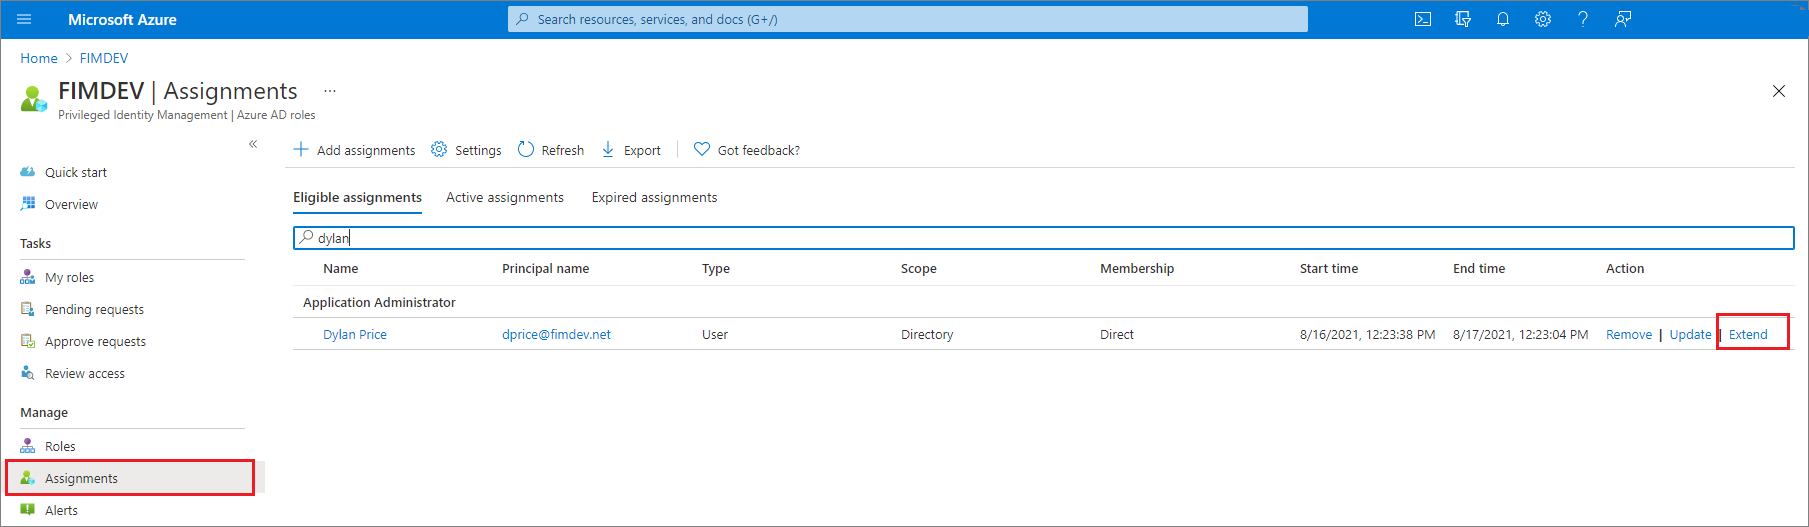 Microsoft Azure
Search resources, services, and docs (G+/)
Home > FIMDEV
FIMDEV | Assignments ...
Privileged Identity Management | Azure AD roles
Quick start
Overview
Tasks
My roles
Pending requests
Approve requests
Review access
Manage
Roles
Assignments
Alerts
Add assignments Settings Refresh Export Got feedback?
Eligible assignments Active assignments Expired assignments
dylan
Name Principal name Type Scope Membership Start time End time Action
Application Administrator
Dylan Price dprice@fimdev.net User Directory Direct 8/16/2021, 12:23:38 PM 8/17/2021, 12:23:04 PM Remove | Update | Extend